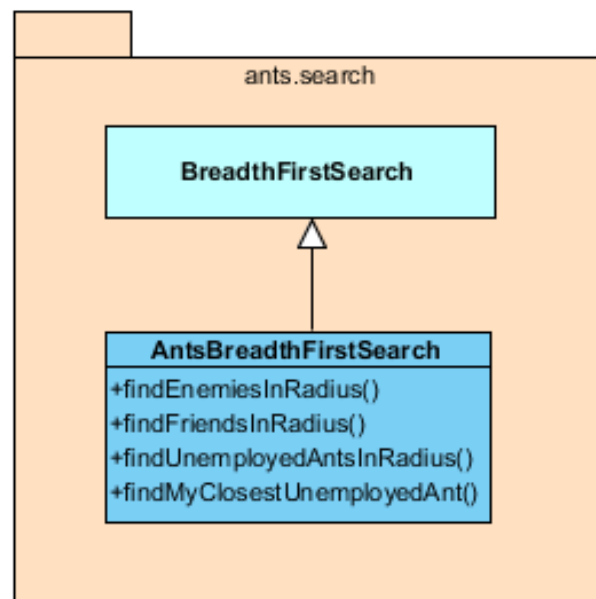 ants.search
BreadthFirstSearch
AntsBreadthFirstSearch
+findEnemiesInRadius()
+findFriendsInRadius()
+findUnemployedAntsInRadius()
+findMyClosestUnemployedAnt()